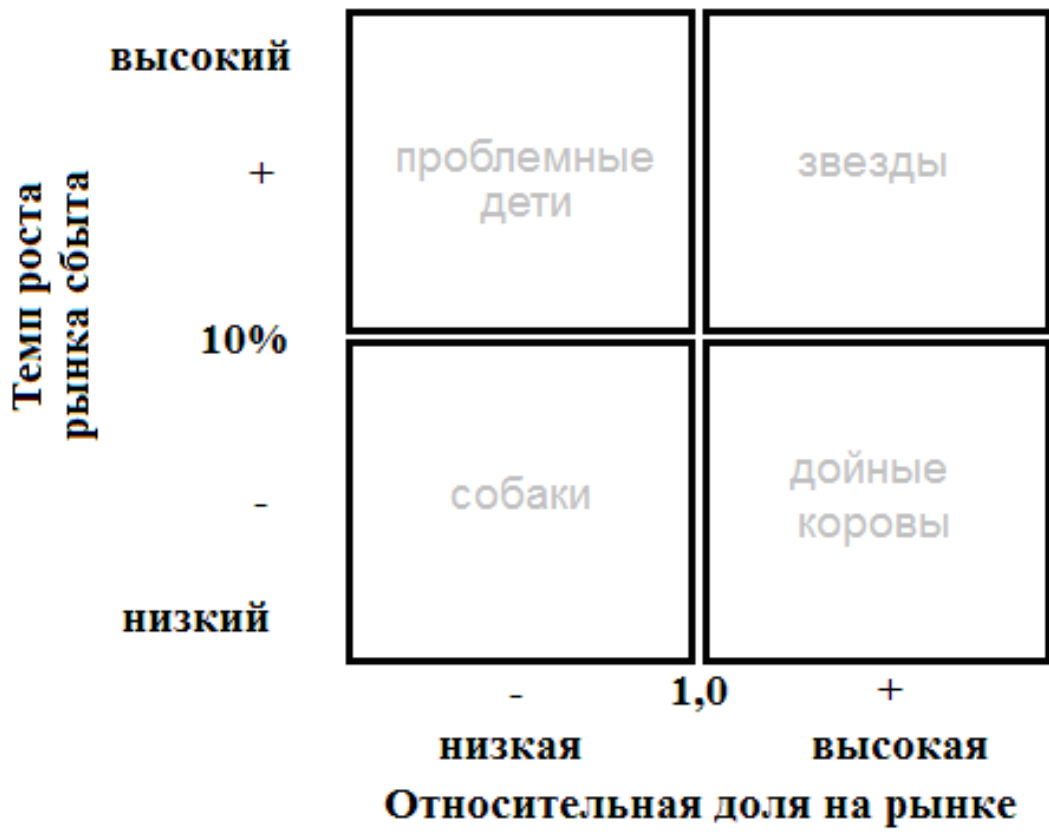 высокий
+
проблемные
дети
звезды
Темп роста
рынка сбыта
10%
-
собаки
дойные
коровы
низкий
-
1,0
+
низкая
высокая
Относительная доля на рынке